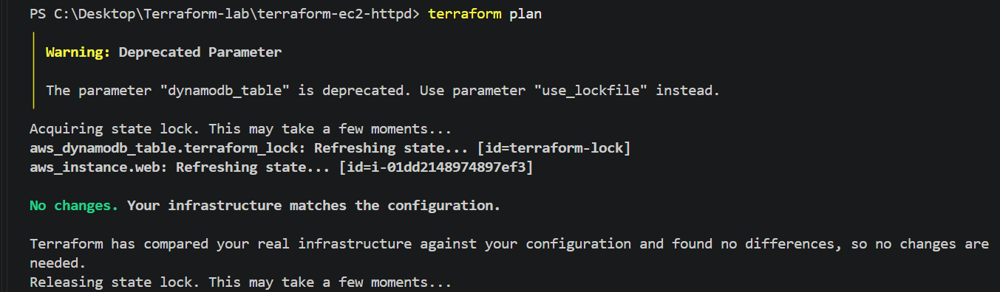 PS C:\Desktop\Terraform-lab\terraform-ec2-httpd> terraform plan
Warning: Deprecated Parameter
The parameter "dynamodb_table" is deprecated. Use parameter "use_lockfile" instead.
Acquiring state lock. This may take a few moments...
aws_dynamodb_table.terraform_lock: Refreshing state... [id=terraform-lock]
aws_instance.web: Refreshing state... [id=i-01dd2148974897ef3]
No changes. Your infrastructure matches the configuration.
Terraform has compared your real infrastructure against your configuration and found no differences, so no changes are
needed.
Releasing state lock. This may take a few moments...